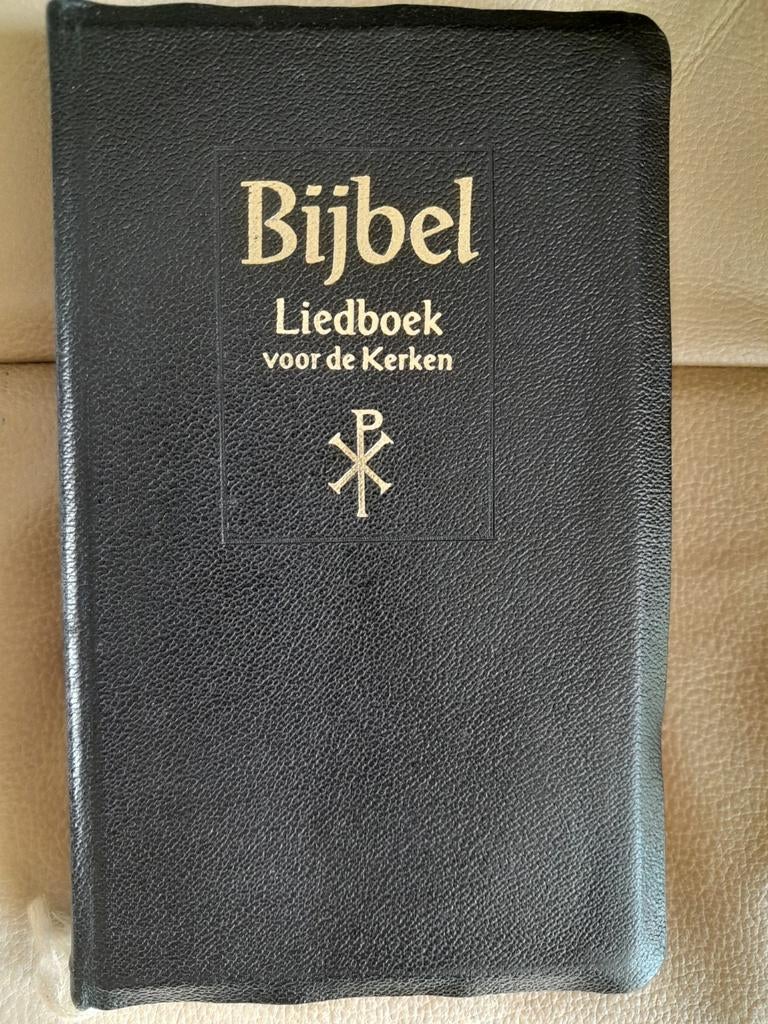 Bijbel
Liedboek
voor de Kerken